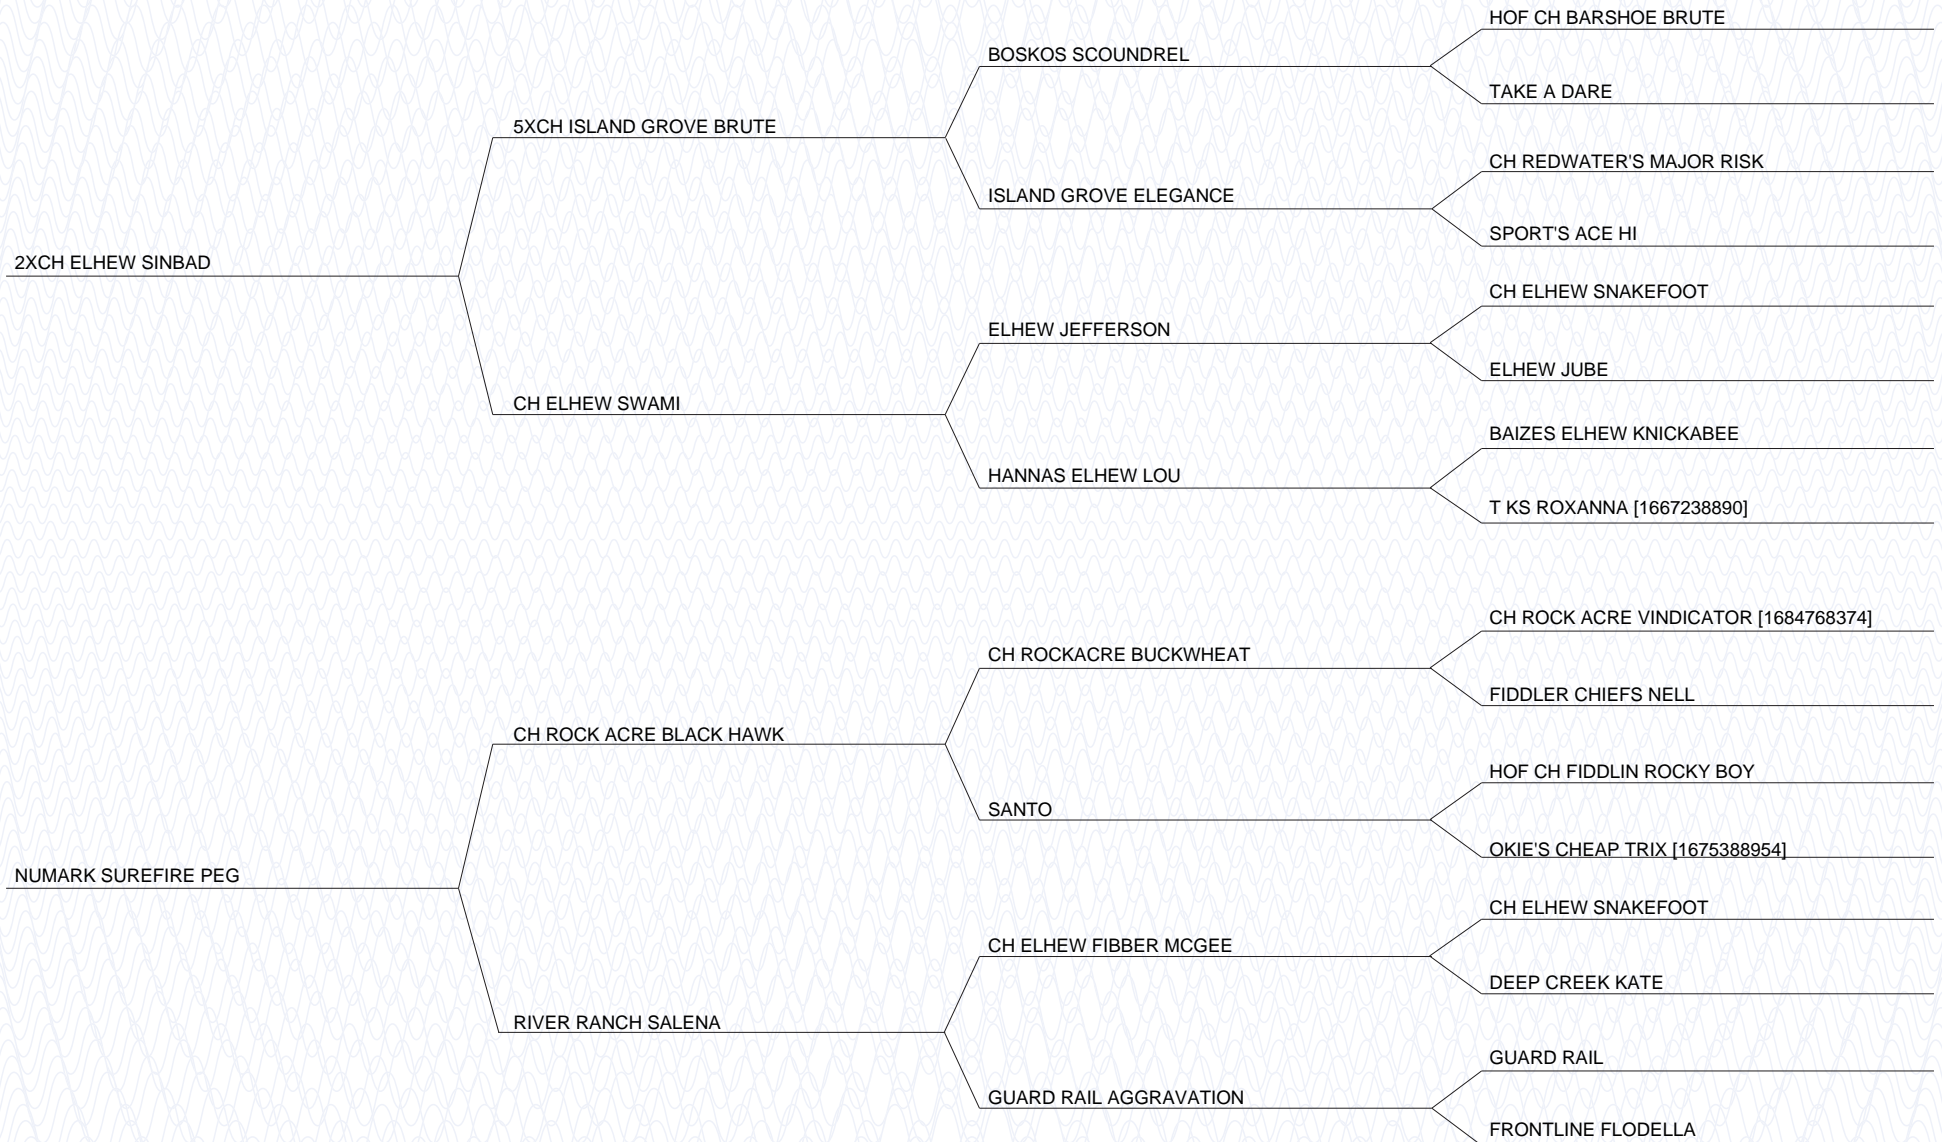 HOF CH BARSHOE BRUTE
BOSKOS SCOUNDREL
TAKE A DARE
5XCH ISLAND GROVE BRUTE
CH REDWATER'S MAJOR RISK
ISLAND GROVE ELEGANCE
SPORT'S ACE HI
2XCH ELHEW SINBAD
CH ELHEW SNAKEFOOT
ELHEW JEFFERSON
ELHEW JUBE
CH ELHEW SWAMI
BAIZES ELHEW KNICKABEE
HANNAS ELHEW LOU
T KS ROXANNA [1667238890]
CH ROCK ACRE VINDICATOR [1684768374]
CH ROCKACRE BUCKWHEAT
FIDDLER CHIEFS NELL
CH ROCK ACRE BLACK HAWK
HOF CH FIDDLIN ROCKY BOY
SANTO
OKIE'S CHEAP TRIX [1675388954]
NUMARK SUREFIRE PEG
CH ELHEW SNAKEFOOT
CH ELHEW FIBBER MCGEE
DEEP CREEK KATE
RIVER RANCH SALENA
GUARD RAIL
GUARD RAIL AGGRAVATION
FRONTLINE FLODELLA